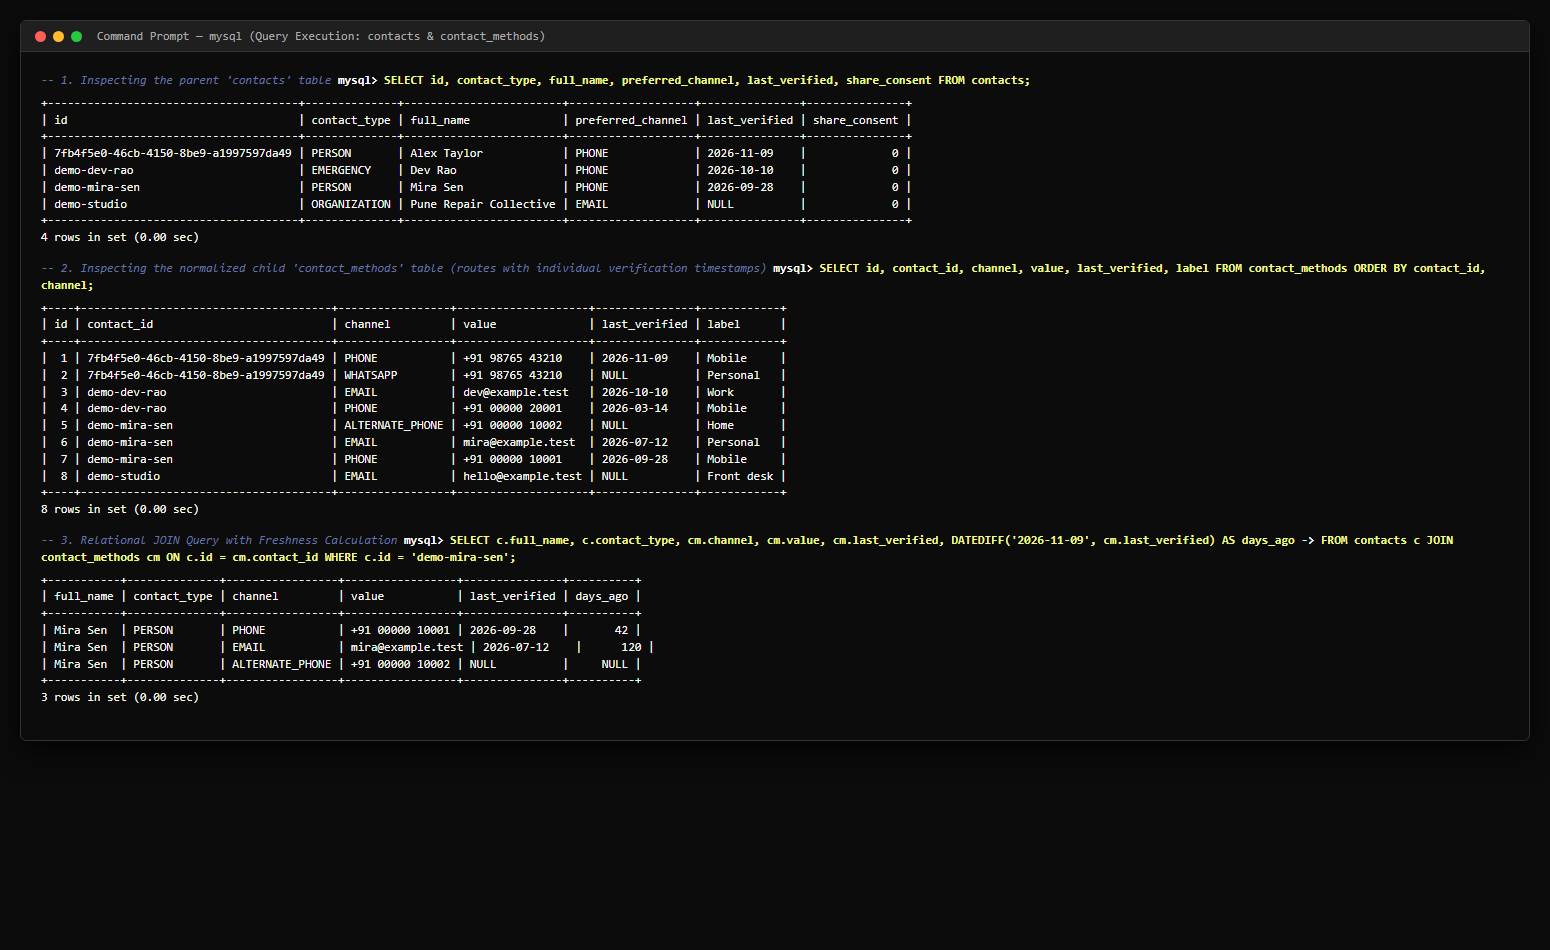 Command Prompt — mysql (Query Execution: contacts & contact_methods)
-- 1. Inspecting the parent 'contacts' table mysql> SELECT id, contact_type, full_name, preferred_channel, last_verified, share_consent FROM contacts;
+--------------------------------------+--------------+------------------------+-------------------+---------------+---------------+
| id                                   | contact_type | full_name              | preferred_channel | last_verified | share_consent |
+--------------------------------------+--------------+------------------------+-------------------+---------------+---------------+
| 7fb4f5e0-46cb-4150-8be9-a1997597da49 | PERSON       | Alex Taylor            | PHONE             | 2026-11-09    |             0 |
| demo-dev-rao                         | EMERGENCY    | Dev Rao                | PHONE             | 2026-10-10    |             0 |
| demo-mira-sen                        | PERSON       | Mira Sen               | PHONE             | 2026-09-28    |             0 |
| demo-studio                          | ORGANIZATION | Pune Repair Collective | EMAIL             | NULL          |             0 |
+--------------------------------------+--------------+------------------------+-------------------+---------------+---------------+
4 rows in set (0.00 sec)
-- 2. Inspecting the normalized child 'contact_methods' table (routes with individual verification timestamps) mysql> SELECT id, contact_id, channel, value, last_verified, label FROM contact_methods ORDER BY contact_id,
channel;
+----+--------------------------------------+-----------------+--------------------+---------------+------------+
| id | contact_id                           | channel         | value              | last_verified | label      |
+----+--------------------------------------+-----------------+--------------------+---------------+------------+
|  1 | 7fb4f5e0-46cb-4150-8be9-a1997597da49 | PHONE           | +91 98765 43210    | 2026-11-09    | Mobile     |
|  2 | 7fb4f5e0-46cb-4150-8be9-a1997597da49 | WHATSAPP        | +91 98765 43210    | NULL          | Personal   |
|  3 | demo-dev-rao                         | EMAIL           | dev@example.test   | 2026-10-10    | Work       |
|  4 | demo-dev-rao                         | PHONE           | +91 00000 20001    | 2026-03-14    | Mobile     |
|  5 | demo-mira-sen                        | ALTERNATE_PHONE | +91 00000 10002    | NULL          | Home       |
|  6 | demo-mira-sen                        | EMAIL           | mira@example.test  | 2026-07-12    | Personal   |
|  7 | demo-mira-sen                        | PHONE           | +91 00000 10001    | 2026-09-28    | Mobile     |
|  8 | demo-studio                          | EMAIL           | hello@example.test | NULL          | Front desk |
+----+--------------------------------------+-----------------+--------------------+---------------+------------+
8 rows in set (0.00 sec)
-- 3. Relational JOIN Query with Freshness Calculation mysql> SELECT c.full_name, c.contact_type, cm.channel, cm.value, cm.last_verified, DATEDIFF('2026-11-09', cm.last_verified) AS days_ago -> FROM contacts c JOIN
contact_methods cm ON c.id = cm.contact_id WHERE c.id = 'demo-mira-sen';
+-----------+--------------+-----------------+-----------------+---------------+----------+
| full_name | contact_type | channel         | value           | last_verified | days_ago |
+-----------+--------------+-----------------+-----------------+---------------+----------+
| Mira Sen  | PERSON       | PHONE           | +91 00000 10001 | 2026-09-28    |       42 |
| Mira Sen  | PERSON       | EMAIL           | mira@example.test | 2026-07-12    |      120 |
| Mira Sen  | PERSON       | ALTERNATE_PHONE | +91 00000 10002 | NULL          |     NULL |
+-----------+--------------+-----------------+-----------------+---------------+----------+
3 rows in set (0.00 sec)